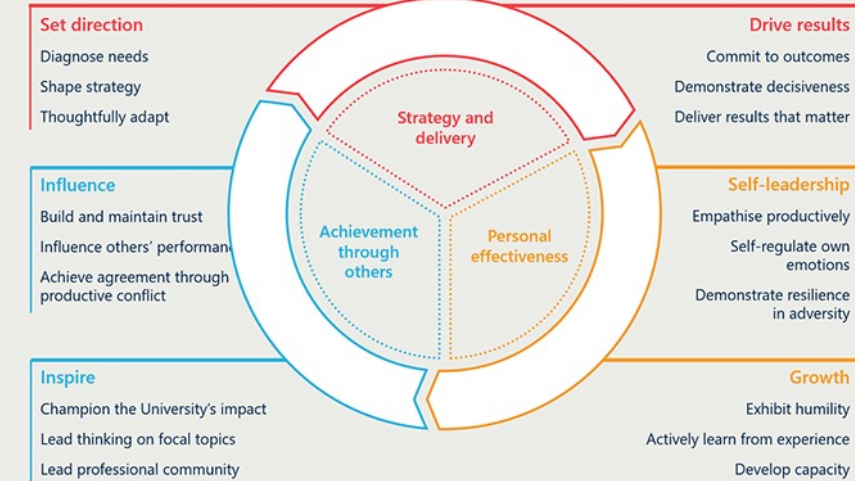 Set direction
Diagnose needs
Shape strategy
Thoughtfully adapt
Drive results
Commit to outcomes
Demonstrate decisiveness
Deliver results that matter
Strategy and
delivery
Influence
Build and maintain trust
Influence others' performan
Achieve agreement through
productive conflict
Achievement
through
others
Personal
effectiveness
Self-leadership
Empathise productively
Self-regulate own
emotions
Demonstrate resilience
in adversity
Inspire
Champion the University's impact
Lead thinking on focal topics
Lead professional community
Growth
Exhibit humility
Actively learn from experience
Develop capacity